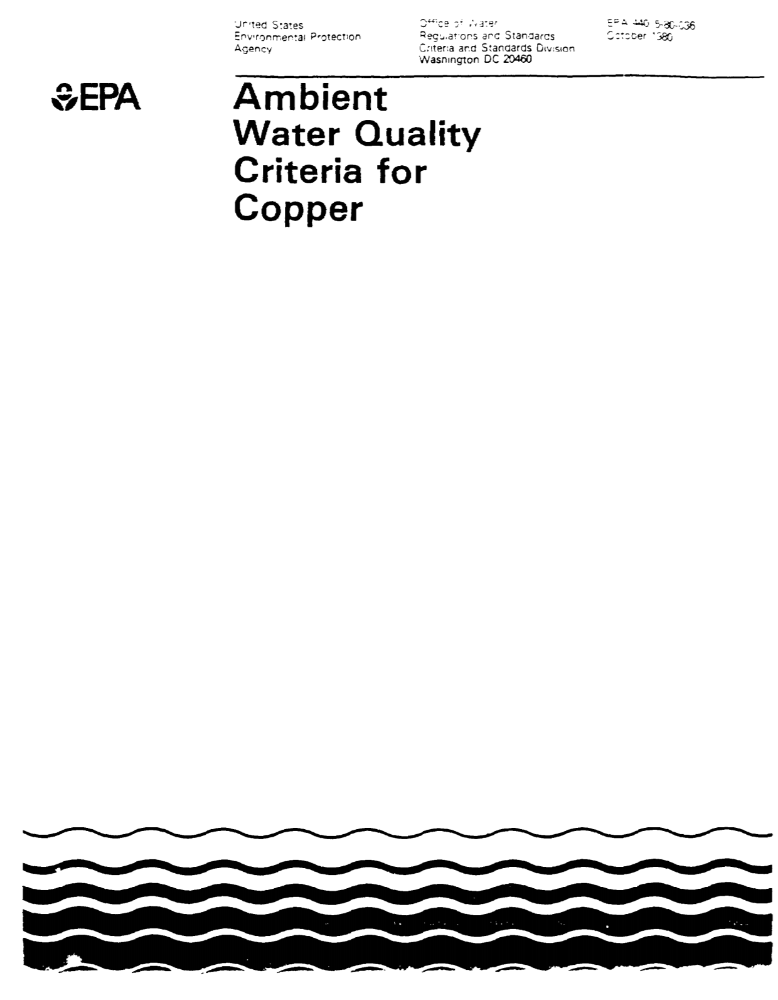 United States
Environmental Protection
Agency
Office of Water
Regulations and Standards
Criteria and Standards Division
Washington DC 20460
EPA 440 5-80-036
October 1980
EPA
Ambient
Water Quality
Criteria for
Copper